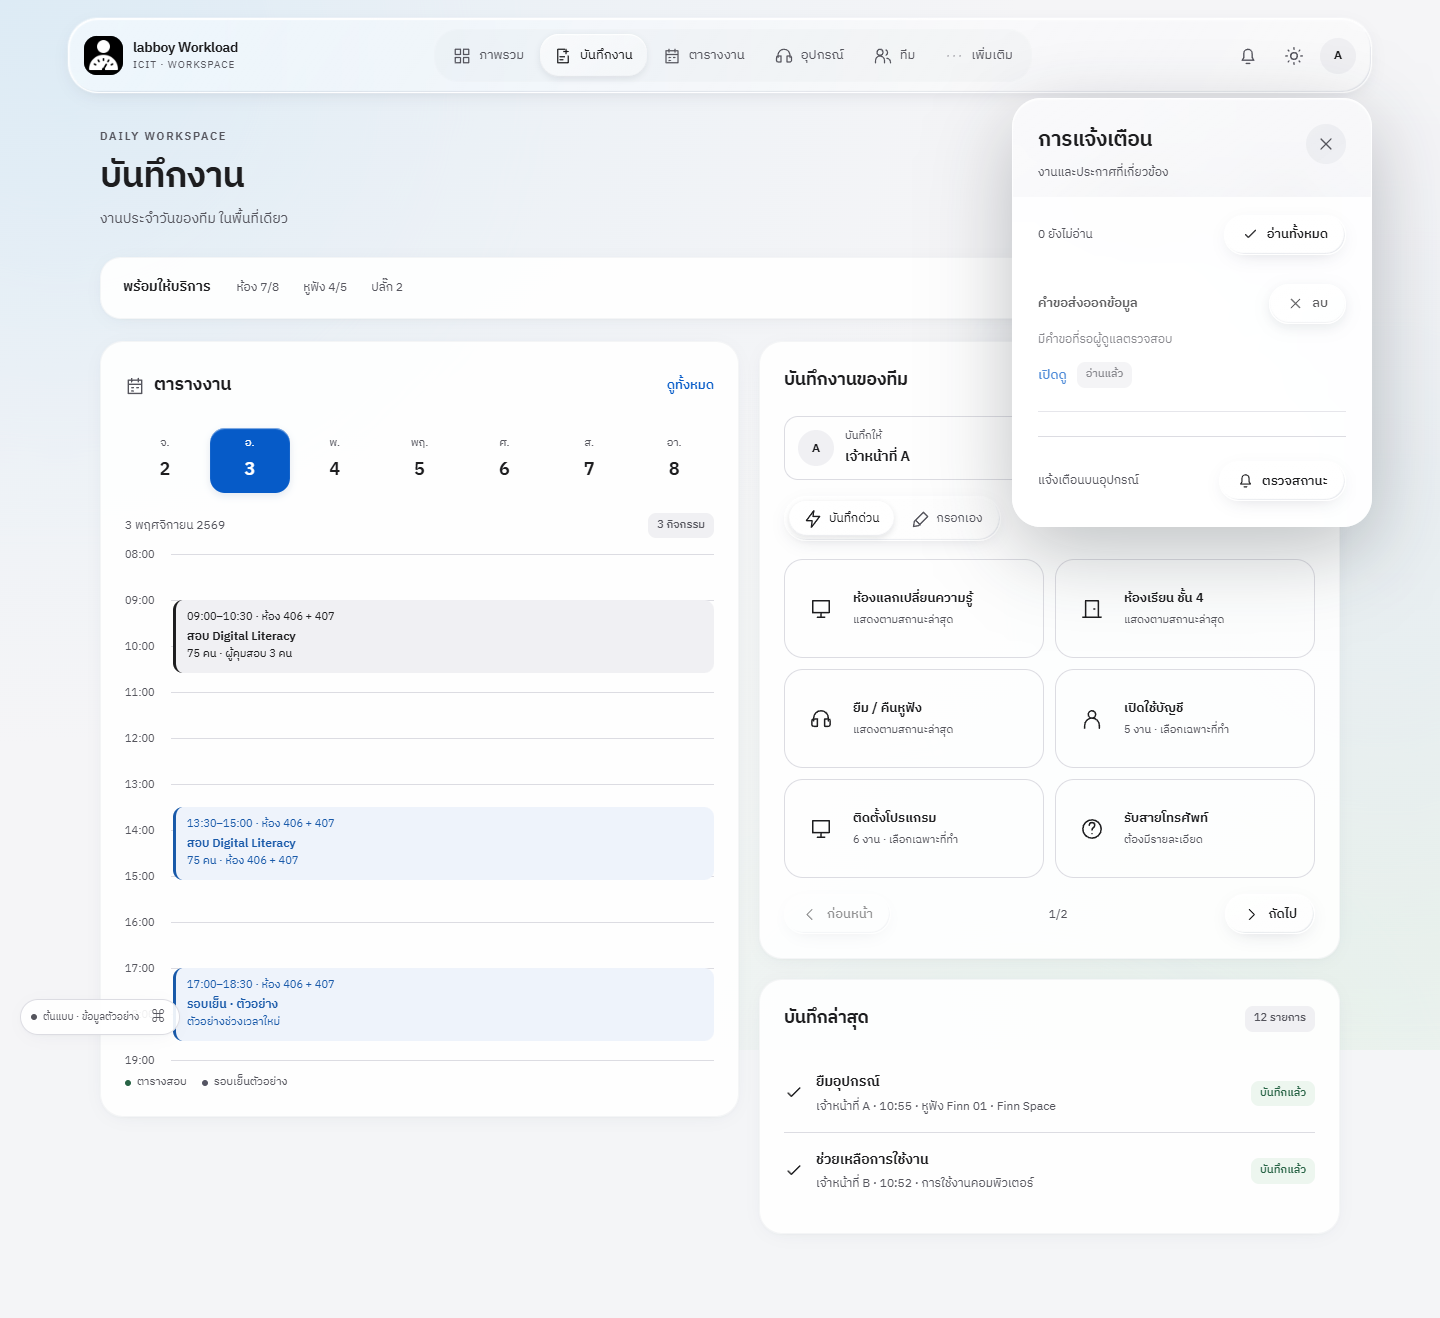 labboy Workload
ICIT · WORKSPACE
ภาพรวม
บันทึกงาน
ตารางงาน
อุปกรณ์
ทีม
··· เพิ่มเติม
A
DAILY WORKSPACE
บันทึกงาน
งานประจำวันของทีม ในพื้นที่เดียว
พร้อมให้บริการ
ห้อง 7/8
หูฟัง 4/5
ปลั๊ก 2
การแจ้งเตือน
งานและประกาศที่เกี่ยวข้อง
0 ยังไม่อ่าน
อ่านทั้งหมด
คำขอส่งออกข้อมูล
ลบ
มีคำขอที่รอผู้ดูแลตรวจสอบ
เปิดดู
อ่านแล้ว
แจ้งเตือนบนอุปกรณ์
ตรวจสถานะ
ตารางงาน
ดูทั้งหมด
จ. อ. พ. พฤ. ศ. ส. อา.
2 3 4 5 6 7 8
3 พฤศจิกายน 2569
3 กิจกรรม
08:00
09:00
09:00–10:30 · ห้อง 406 + 407
สอบ Digital Literacy
10:00
75 คน · ผู้คุมสอบ 3 คน
11:00
12:00
13:00
13:30–15:00 · ห้อง 406 + 407
14:00
สอบ Digital Literacy
75 คน · ห้อง 406 + 407
15:00
16:00
17:00
17:00–18:30 · ห้อง 406 + 407
รอบเย็น · ตัวอย่าง
ตัวอย่างช่วงเวลาใหม่
ต้นแบบ · ข้อมูลตัวอย่าง ⌘
19:00
ตารางสอบ
รอบเย็นตัวอย่าง
บันทึกงานของทีม
A
บันทึกให้
เจ้าหน้าที่ A
บันทึกด่วน
กรอกเอง
ห้องแลกเปลี่ยนความรู้
แสดงตามสถานะล่าสุด
ห้องเรียน ชั้น 4
แสดงตามสถานะล่าสุด
ยืม / คืนหูฟัง
แสดงตามสถานะล่าสุด
เปิดใช้บัญชี
5 งาน · เลือกเฉพาะที่ทำ
ติดตั้งโปรแกรม
6 งาน · เลือกเฉพาะที่ทำ
รับสายโทรศัพท์
ต้องมีรายละเอียด
ก่อนหน้า
1/2
ถัดไป
บันทึกล่าสุด
12 รายการ
ยืมอุปกรณ์
เจ้าหน้าที่ A · 10:55 · หูฟัง Finn 01 · Finn Space
บันทึกแล้ว
ช่วยเหลือการใช้งาน
เจ้าหน้าที่ B · 10:52 · การใช้งานคอมพิวเตอร์
บันทึกแล้ว